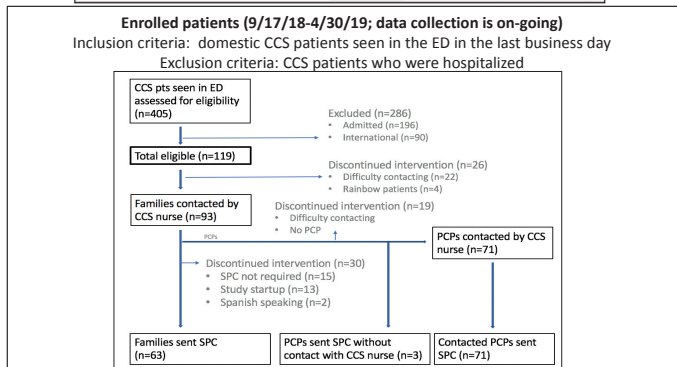 Enrolled patients (9/17/18-4/30/19; data collection is on-going)
Inclusion criteria:  domestic CCS patients seen in the ED in the last business day
Exclusion criteria: CCS patients who were hospitalized
CCS pts seen in ED
assessed for eligibility
(n=405)
Excluded (n=286)
• Admitted (n=196)
• International (n=90)
Total eligible (n=119)
Discontinued intervention (n=26)
• Difficulty contacting (n=22)
• Rainbow patients (n=4)
Families contacted by
CCS nurse (n=93)
Discontinued intervention (n=19)
• Difficulty contacting
• No PCP
PCPs
PCPs contacted by CCS
nurse (n=71)
Discontinued intervention (n=30)
• SPC not required (n=15)
• Study startup (n=13)
• Spanish speaking (n=2)
Families sent SPC
(n=63)
PCPs sent SPC without
contact with CCS nurse (n=3)
Contacted PCPs sent
SPC (n=71)